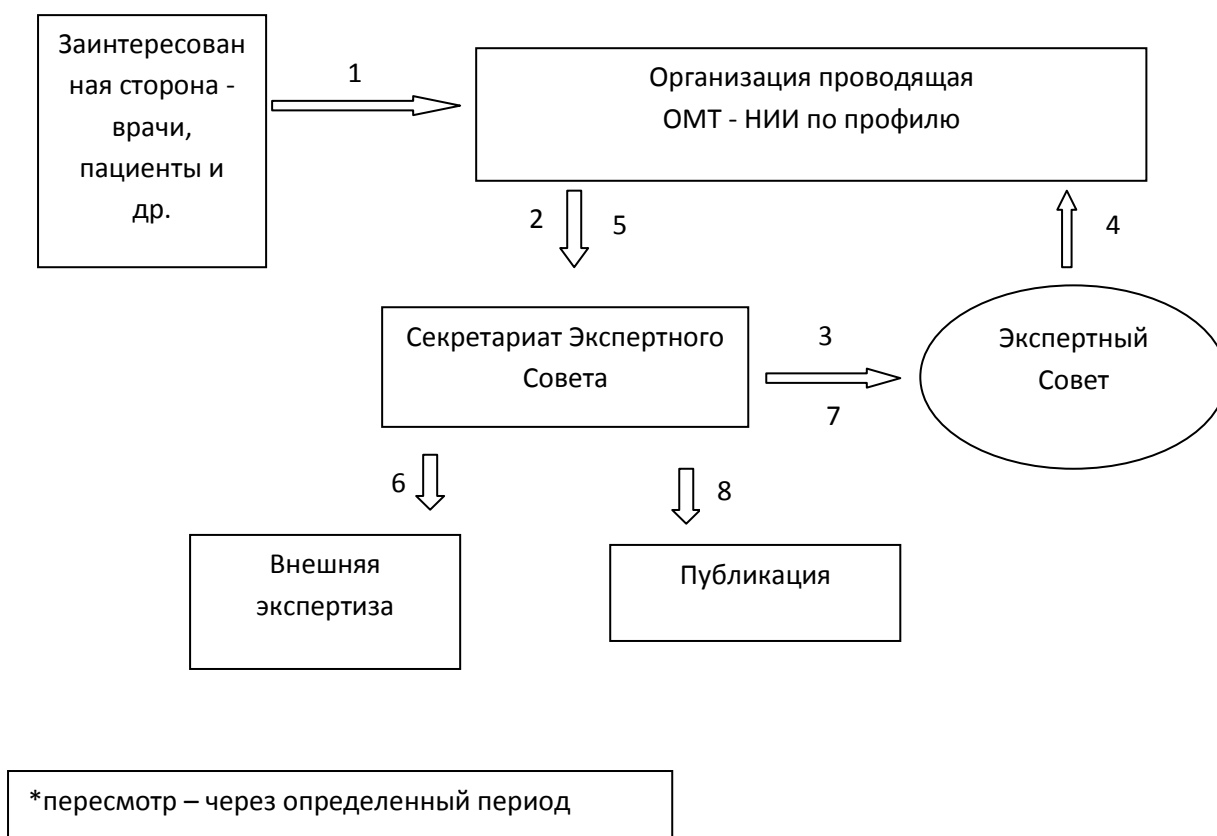 Заинтересован
ная сторона -
врачи,
пациенты и
др.
1
Организация проводящая
ОМТ - НИИ по профилю
2
5
4
Секретариат Экспертного
Совета
3
7
Экспертный
Совет
6
8
Внешняя
экспертиза
Публикация
*пересмотр – через определенный период